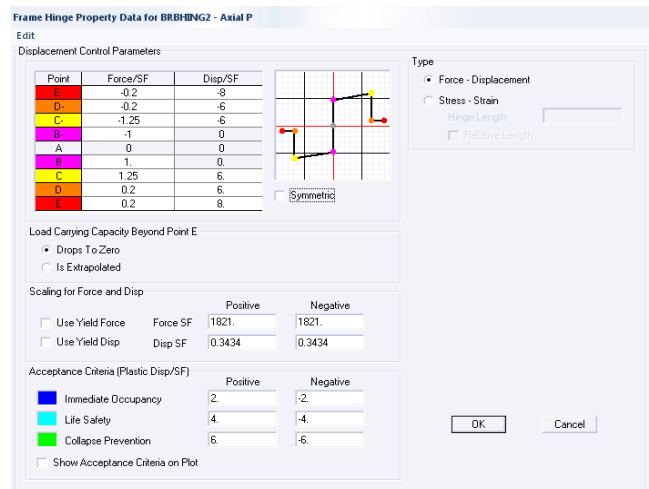 Frame Hinge Property Data for BRBHING2 - Axial P
Edit
Displacement Control Parameters
Point Force/SF Disp/SF
E- -0.2 -8
D- -0.2 -6
C- -1.25 -6
B- -1 0
A 0 0
B 1. 0.
C 1.25 6.
D 0.2 6.
E 0.2 8.
Symmetric
Type
Force - Displacement
Stress - Strain
Hinge Length
Relative Length
Load Carrying Capacity Beyond Point E
Drops To Zero
Is Extrapolated
Scaling for Force and Disp
Positive Negative
Use Yield Force Force SF 1821. 1821.
Use Yield Disp Disp SF 0.3434 0.3434
Acceptance Criteria (Plastic Disp/SF)
Positive Negative
Immediate Occupancy 2. -2.
Life Safety 4. -4.
Collapse Prevention 6. -6.
Show Acceptance Criteria on Plot
OK Cancel